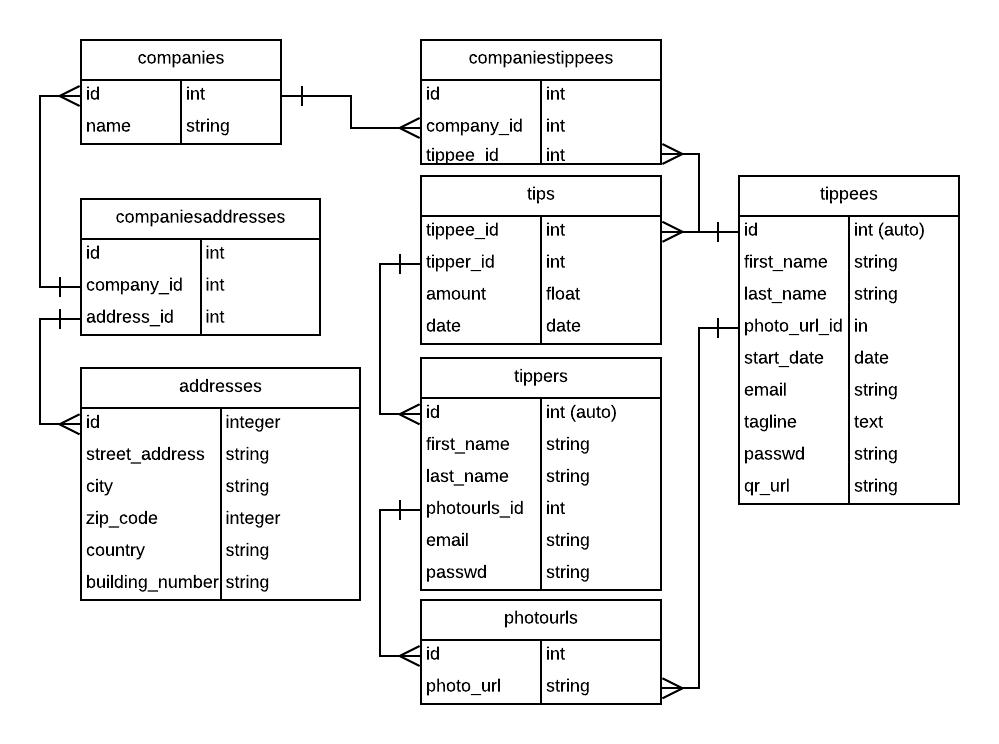 companies
id int
name string
companiesaddresses
id int
company_id int
address_id int
addresses
id integer
street_address string
city string
zip_code integer
country string
building_number string
companiestippees
id int
company_id int
tippee_id int
tips
tippee_id int
tipper_id int
amount float
date date
tippers
id int (auto)
first_name string
last_name string
photourls_id int
email string
passwd string
photourls
id int
photo_url string
tippees
id int (auto)
first_name string
last_name string
photo_url_id in
start_date date
email string
tagline text
passwd string
qr_url string